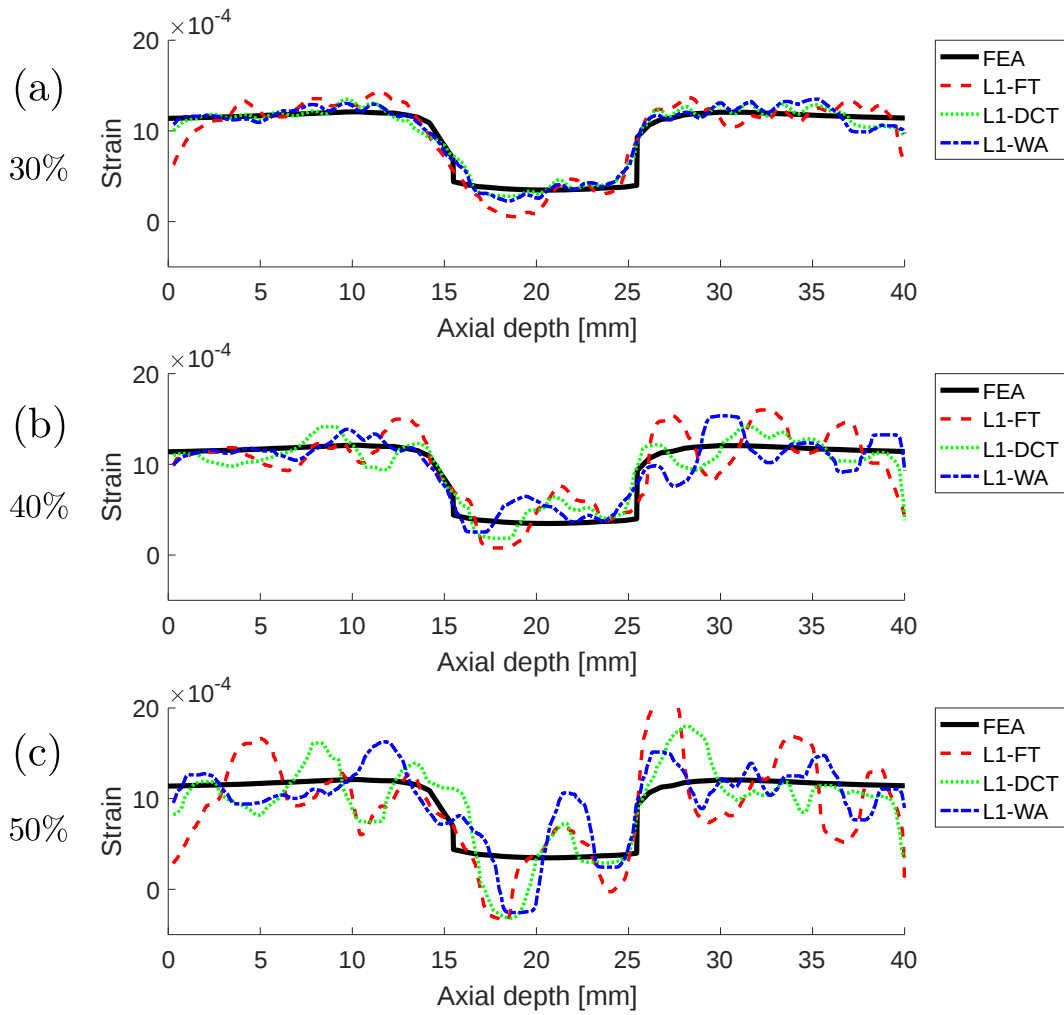 ×10-4
20
10
0
Strain
(a)
30%
0 5 10 15 20 25 30 35 40
Axial depth [mm]
FEA
L1-FT
L1-DCT
L1-WA
×10-4
20
10
0
Strain
(b)
40%
0 5 10 15 20 25 30 35 40
Axial depth [mm]
FEA
L1-FT
L1-DCT
L1-WA
×10-4
20
10
0
Strain
(c)
50%
0 5 10 15 20 25 30 35 40
Axial depth [mm]
FEA
L1-FT
L1-DCT
L1-WA